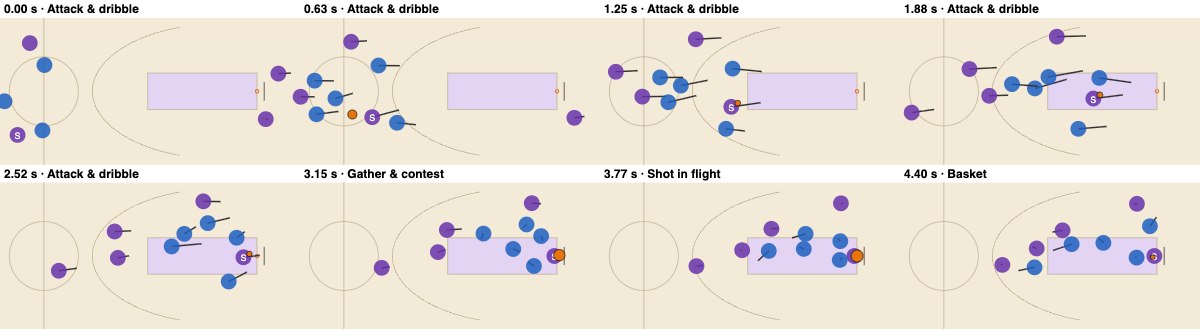 0.00 s · Attack & dribble
0.63 s · Attack & dribble
1.25 s · Attack & dribble
1.88 s · Attack & dribble
S
S
S
S
2.52 s · Attack & dribble
3.15 s · Gather & contest
3.77 s · Shot in flight
4.40 s · Basket
S
S
S